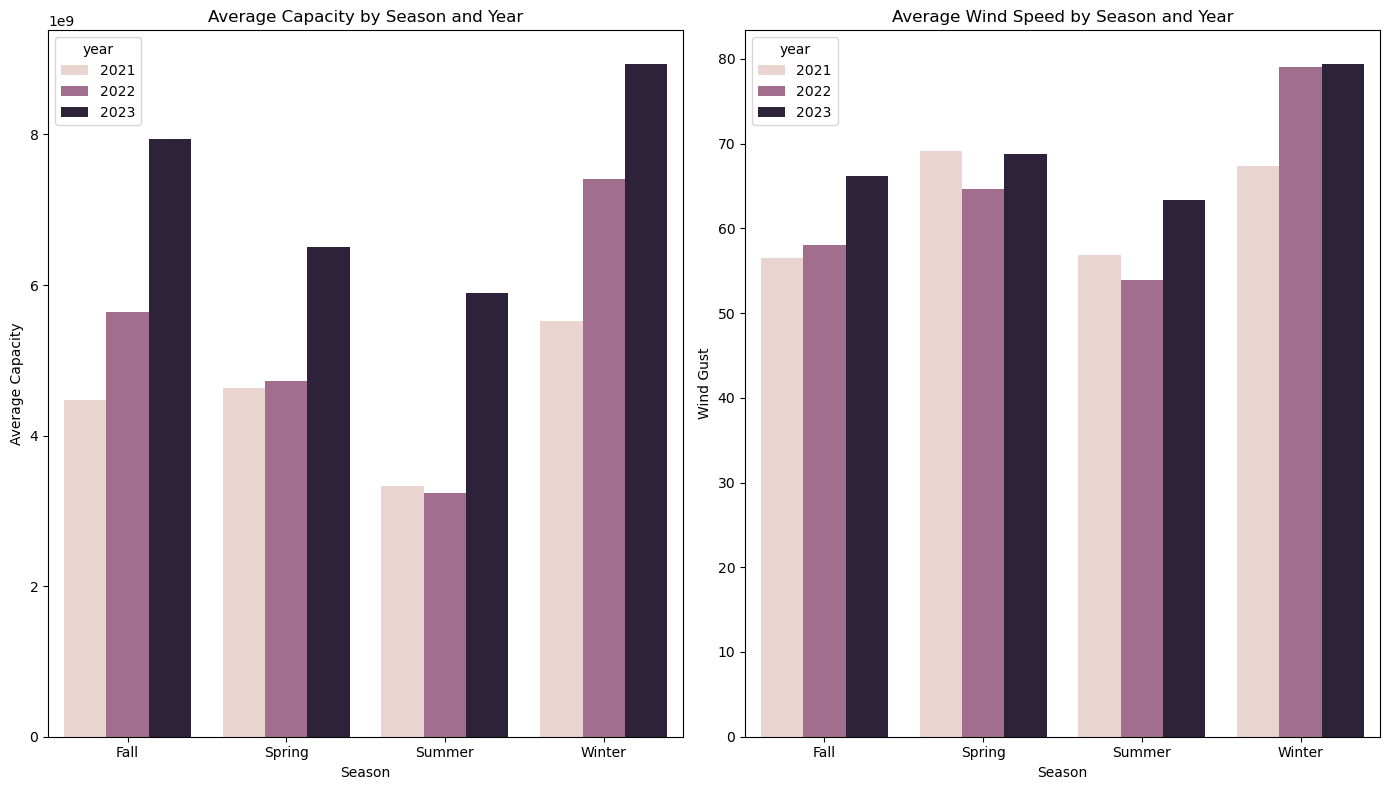 Average Capacity by Season and Year
1e9
year
2021
2022
2023
8
6
4
2
0
Average Capacity
Fall Spring Summer Winter
Season
Average Wind Speed by Season and Year
year
2021
2022
2023
80
70
60
50
40
30
20
10
0
Wind Gust
Fall Spring Summer Winter
Season